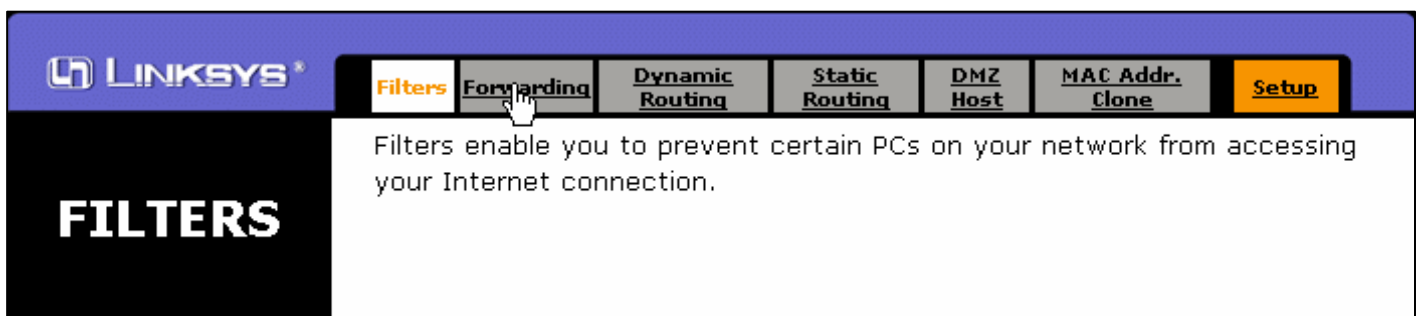 LINKSYS®
Filters Forwarding Dynamic Routing Static Routing DMZ Host MAC Addr. Clone Setup
FILTERS
Filters enable you to prevent certain PCs on your network from accessing
your Internet connection.